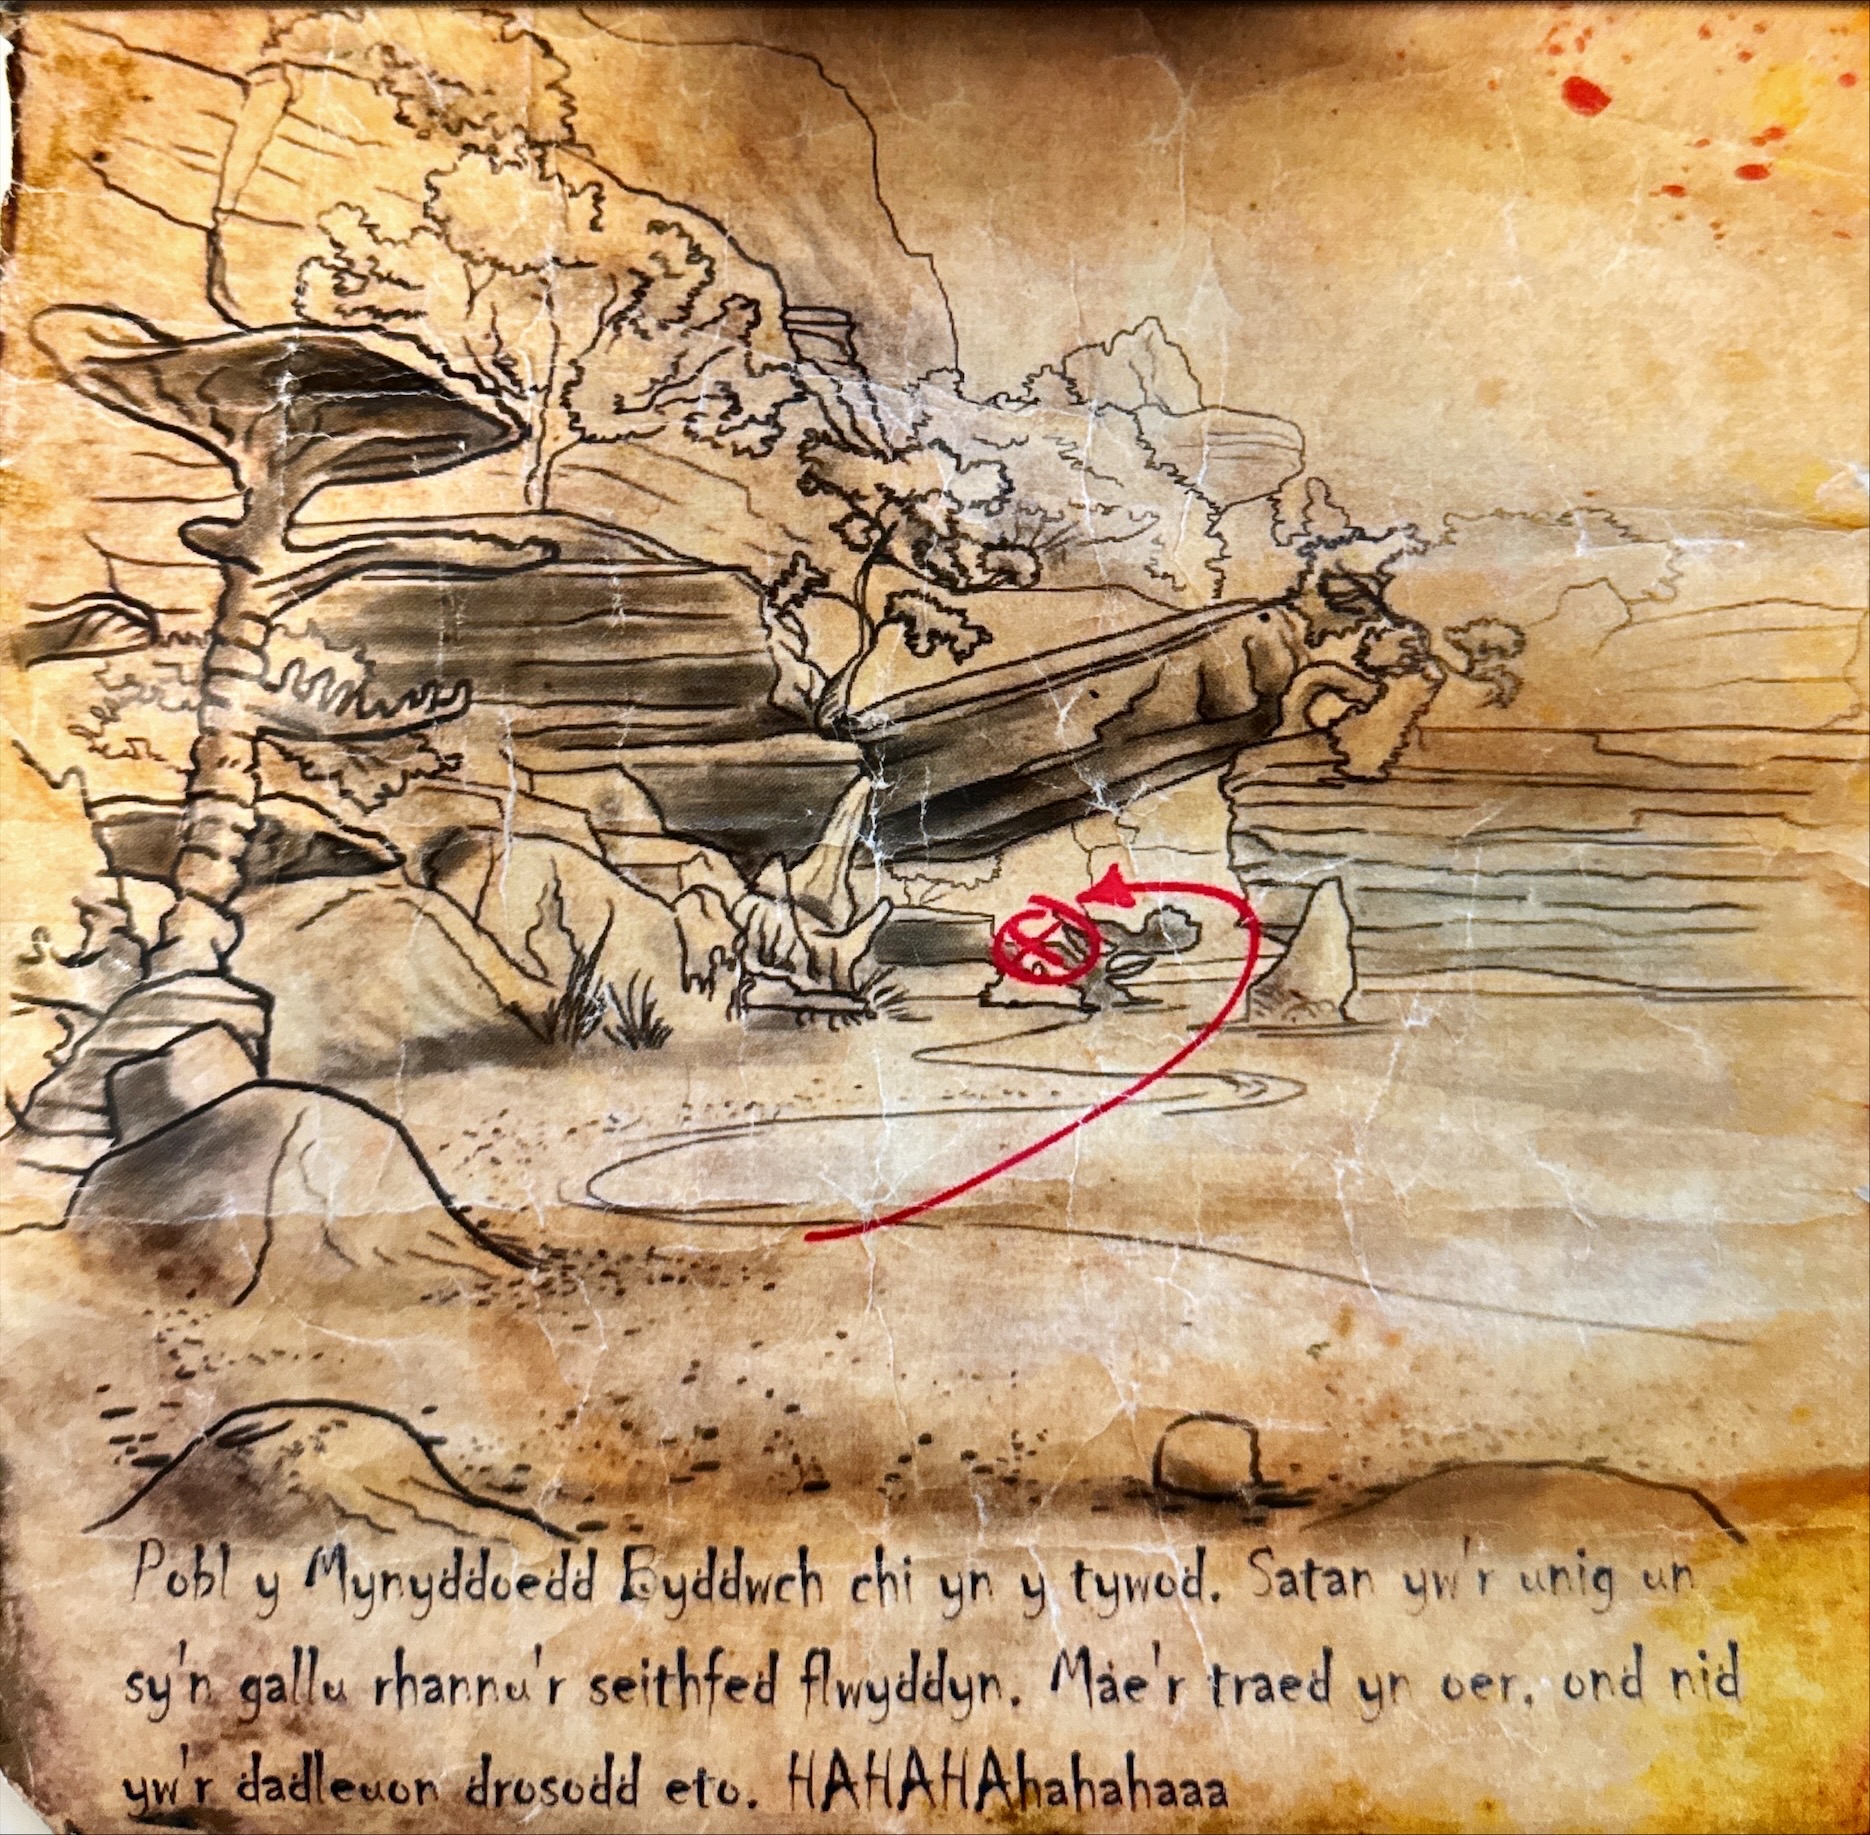 Pobl y Mynyddoedd Byddwch chi yn y tywod. Satan yw'r unig un
sy'n gallu rhannu'r seithfed flwyddyn. Mae'r traed yn oer, ond nid
yw'r dadleuon drosodd eto. HAHAHAhahahaaa